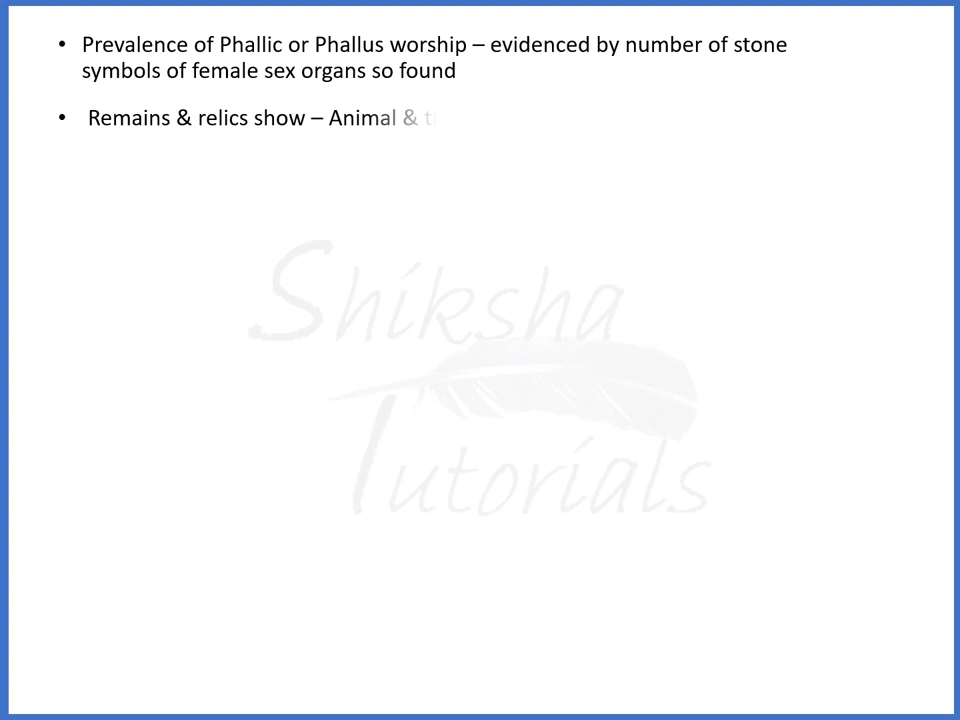 • Prevalence of Phallic or Phallus worship – evidenced by number of stone
symbols of female sex organs so found
• Remains & relics show – Animal &
Shiksha
Tutorials